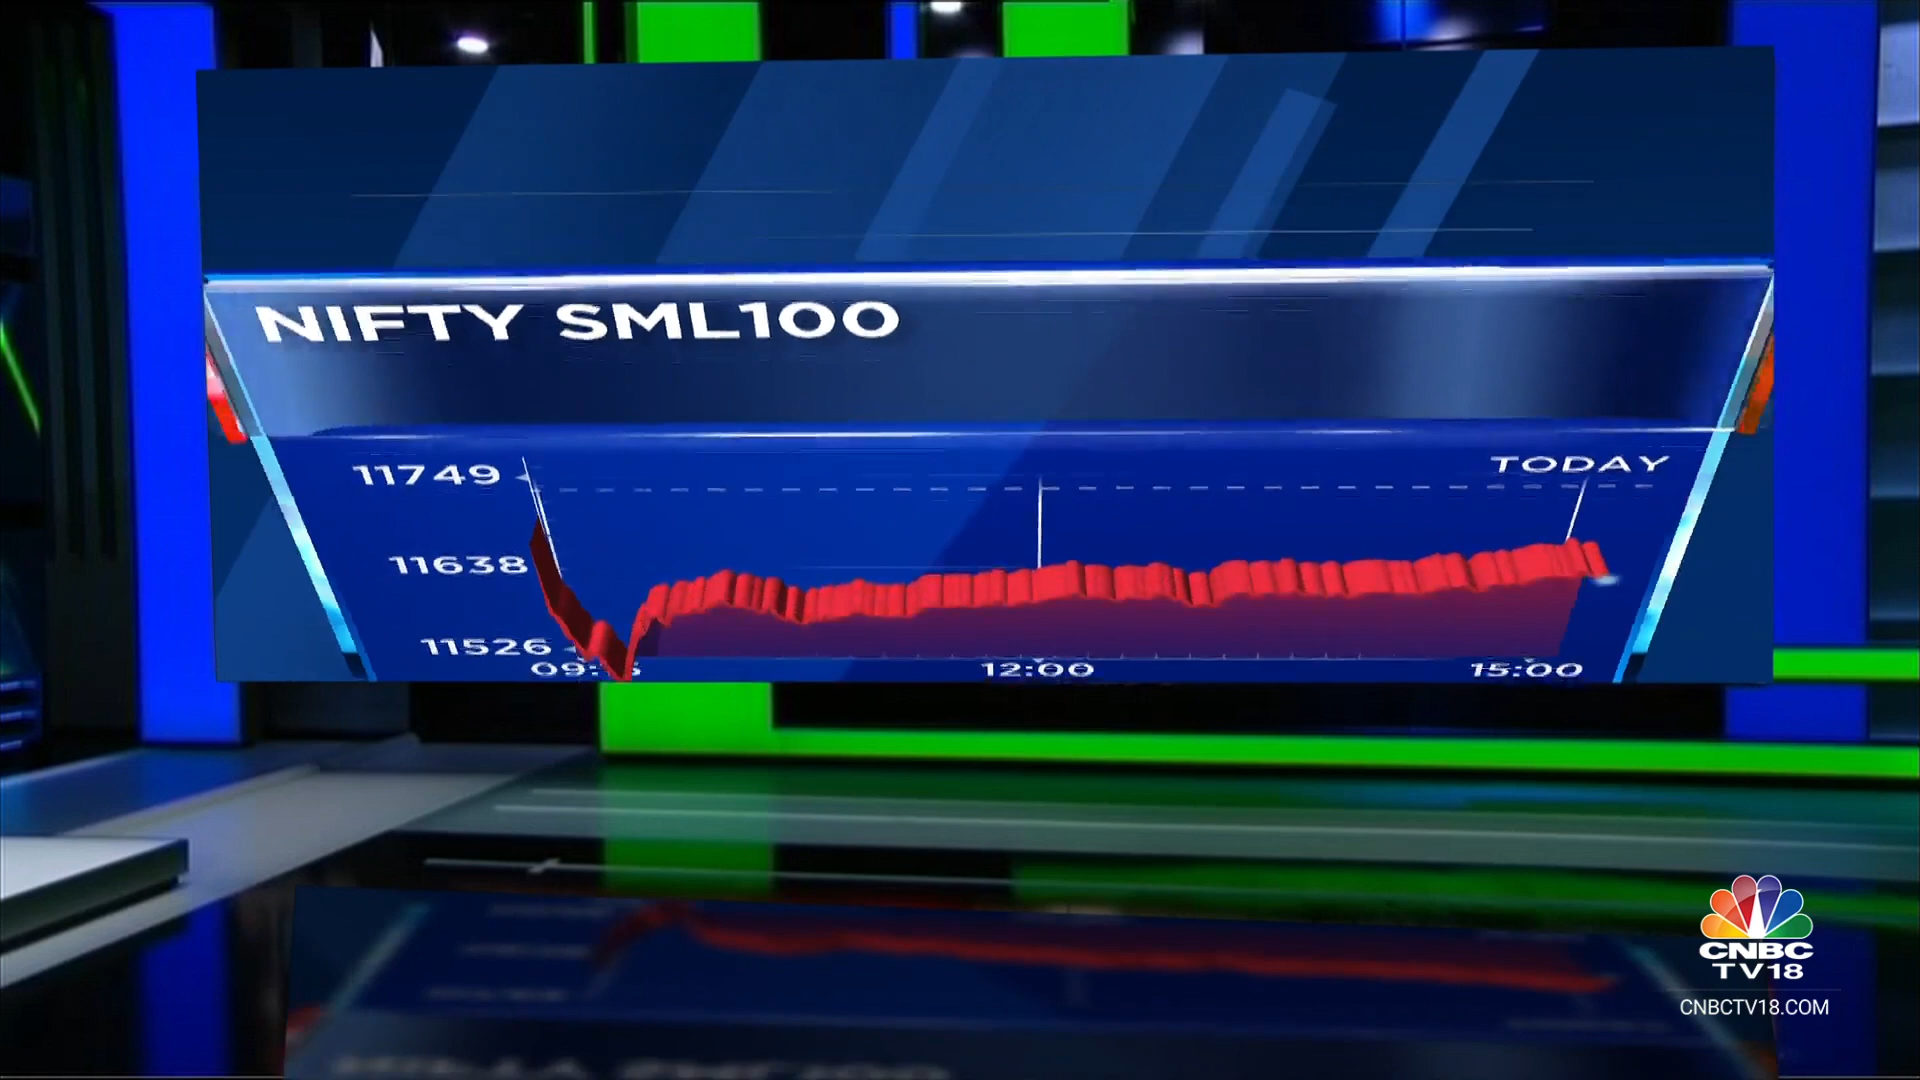 NIFTY SML100
11749
TODAY
11638
11526
12:00
15:00
CNBC
TV18
CNBCTV18.COM